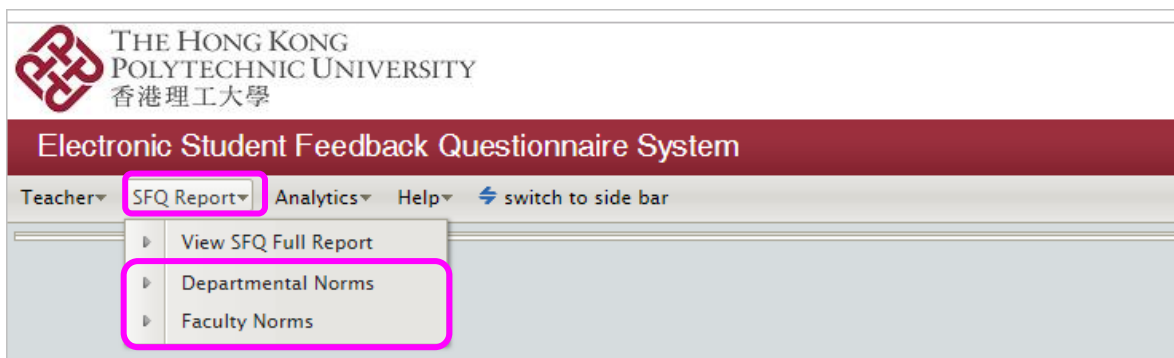 THE HONG KONG
POLYTECHNIC UNIVERSITY
香港理工大學
Electronic Student Feedback Questionnaire System
Teacher SFQ Report Analytics Help switch to side bar
View SFQ Full Report
Departmental Norms
Faculty Norms